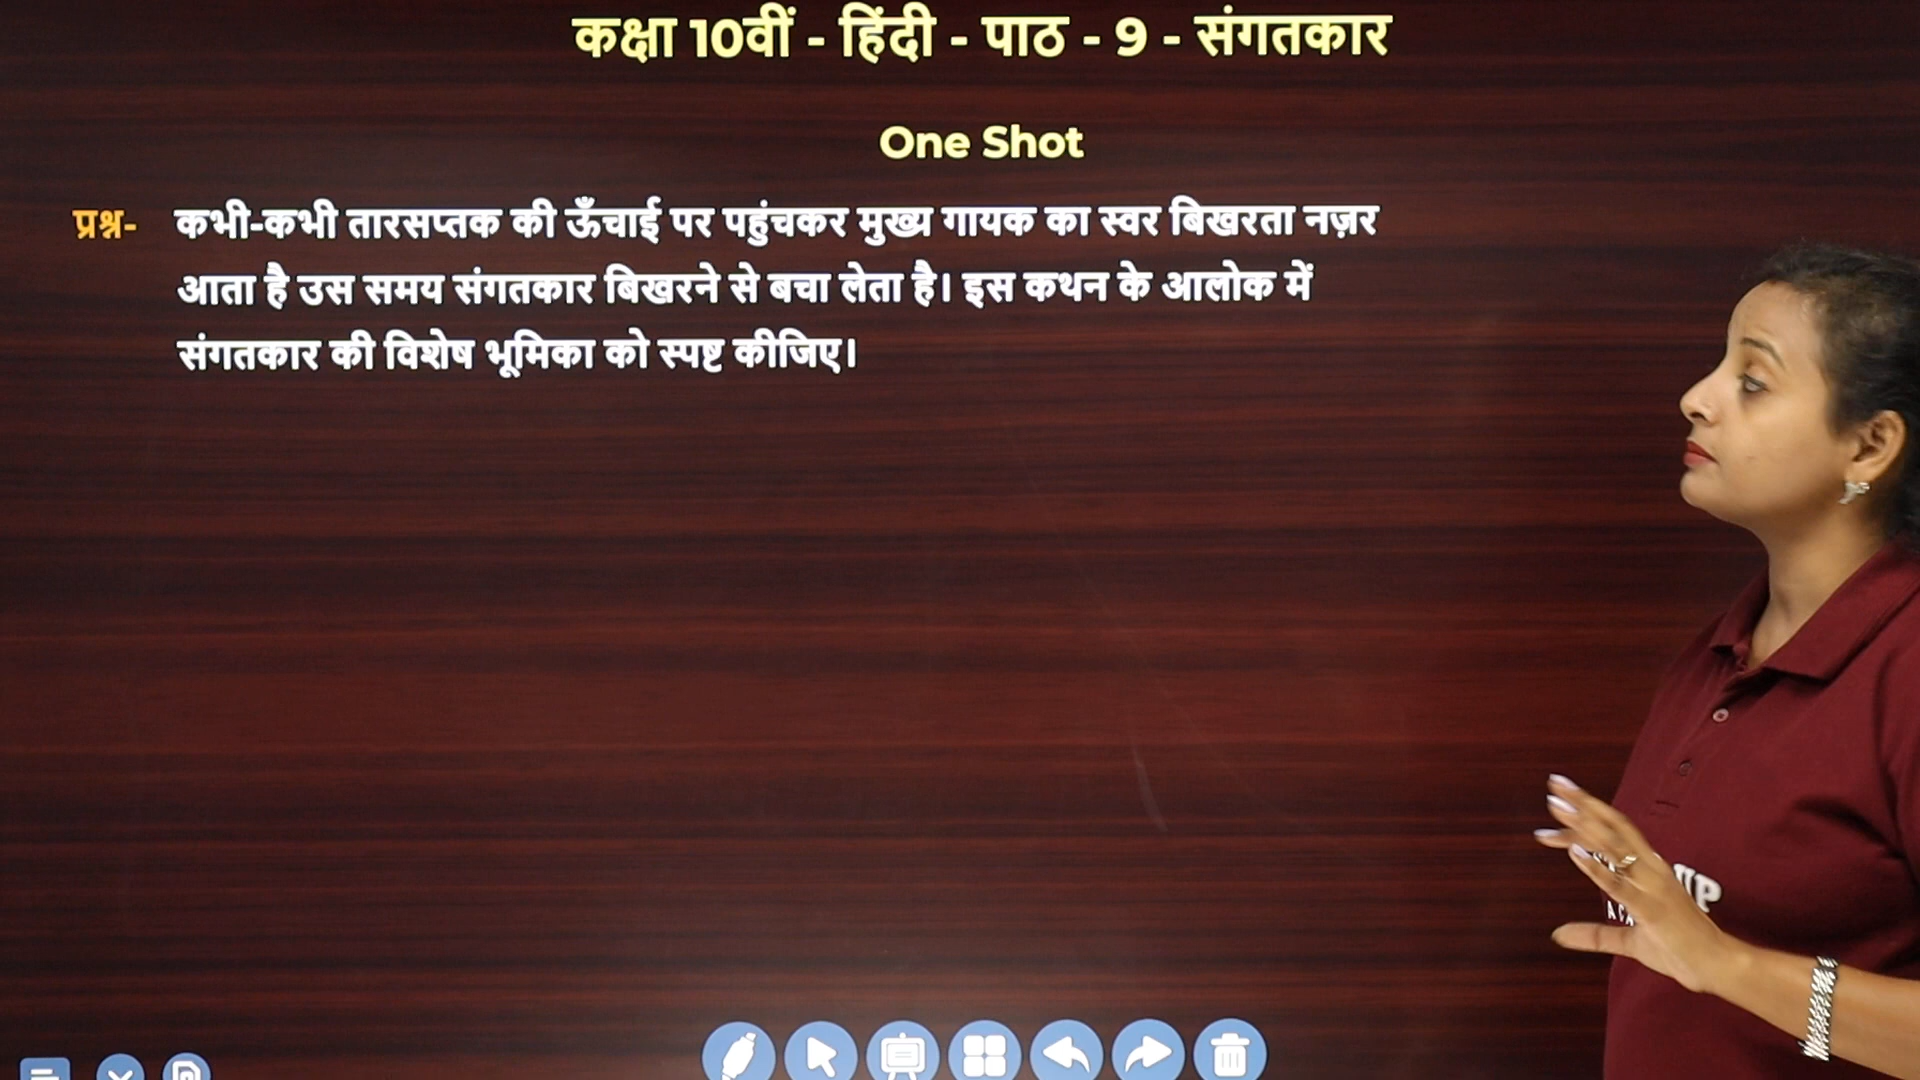 कक्षा 10वीं - हिंदी - पाठ - 9 - संगतकार
One Shot
प्रश्न- कभी-कभी तारसप्तक की ऊँचाई पर पहुंचकर मुख्य गायक का स्वर बिखरता नज़र
आता है उस समय संगतकार बिखरने से बचा लेता है। इस कथन के आलोक में
संगतकार की विशेष भूमिका को स्पष्ट कीजिए।
UP